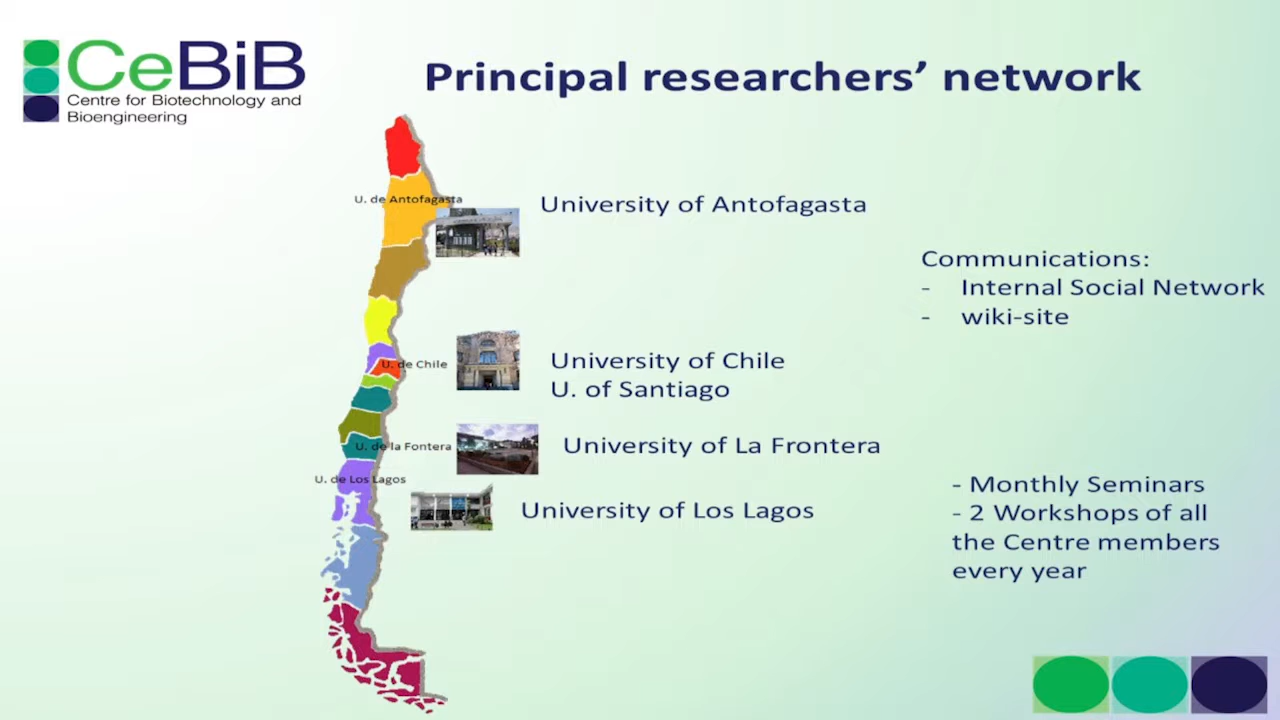 CeBiB
Centre for Biotechnology and
Bioengineering
Principal researchers’ network
U. de Antofagasta
University of Antofagasta
Communications:
- Internal Social Network
- wiki-site
U. de Chile
University of Chile
U. of Santiago
U. de la Fontera
University of La Frontera
U. de Los Lagos
University of Los Lagos
- Monthly Seminars
- 2 Workshops of all
the Centre members
every year